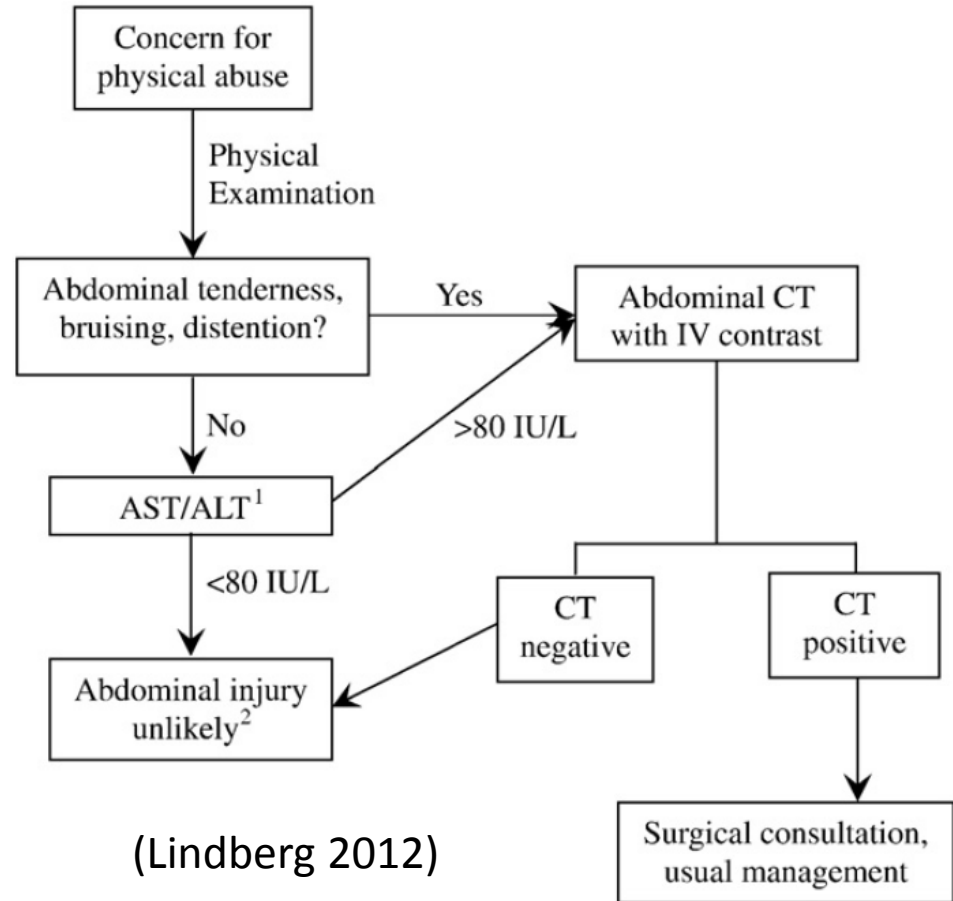 Concern for
physical abuse
Physical
Examination
Abdominal tenderness,
bruising, distention?
Yes
Abdominal CT
with IV contrast
No
>80 IU/L
AST/ALT¹
<80 IU/L
CT
negative
CT
positive
Abdominal injury
unlikely²
Surgical consultation,
usual management
(Lindberg 2012)